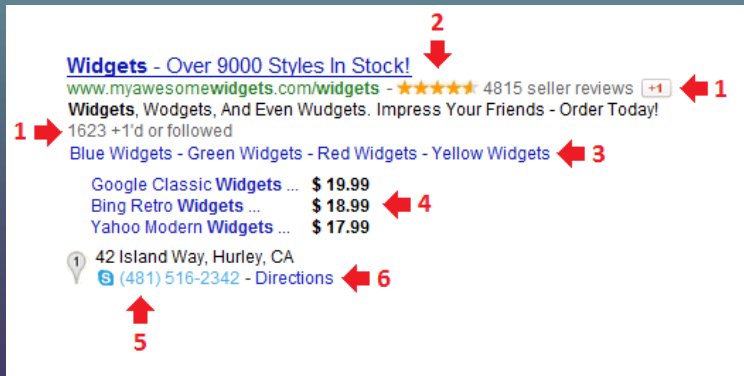 2
Widgets - Over 9000 Styles In Stock!
www.myawesomewidgets.com/widgets - 4815 seller reviews +1 1
Widgets, Wodgets, And Even Wudgets. Impress Your Friends - Order Today!
1 1623 +1'd or followed
Blue Widgets - Green Widgets - Red Widgets - Yellow Widgets 3
Google Classic Widgets ... $ 19.99
Bing Retro Widgets ... $ 18.99 4
Yahoo Modern Widgets ... $ 17.99
1 42 Island Way, Hurley, CA
S (481) 516-2342 - Directions 6
5